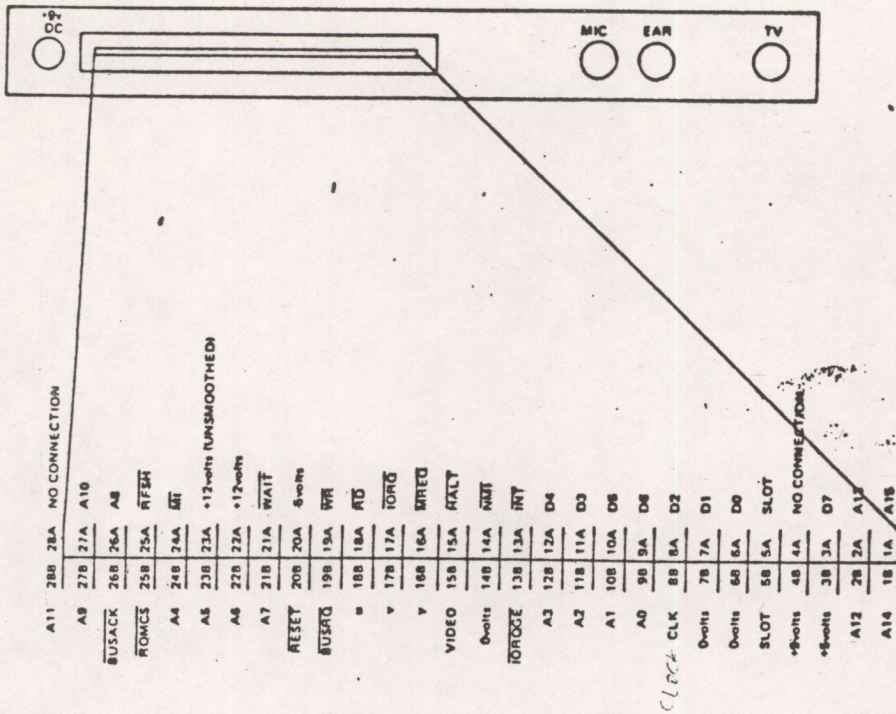 +9v
DC
MIC EAR TV
A11 28B 28A NO CONNECTION
A9 27B 27A A10
BUSACK 26B 26A A8
ROMCS 25B 25A RFSH
A4 24B 24A M1
A5 23B 23A +12volts (UNSMOOTHED)
A6 22B 22A +12volts
A7 21B 21A WAIT
RESET 20B 20A -5volts
BUSRQ 19B 19A WR
U 18B 18A RD
V 17B 17A IORQ
Y 16B 16A MREQ
VIDEO 15B 15A HALT
0volts 14B 14A NMI
IORQGE 13B 13A INT
A3 12B 12A D4
A2 11B 11A D3
A1 10B 10A D5
A0 9B 9A D6
CLOCK CLK 8B 8A D2
0volts 7B 7A D1
0volts 6B 6A D0
SLOT 5B 5A SLOT
+9volts 4B 4A NO CONNECTION
+5volts 3B 3A D7
A12 2B 2A A13
A14 1B 1A A15